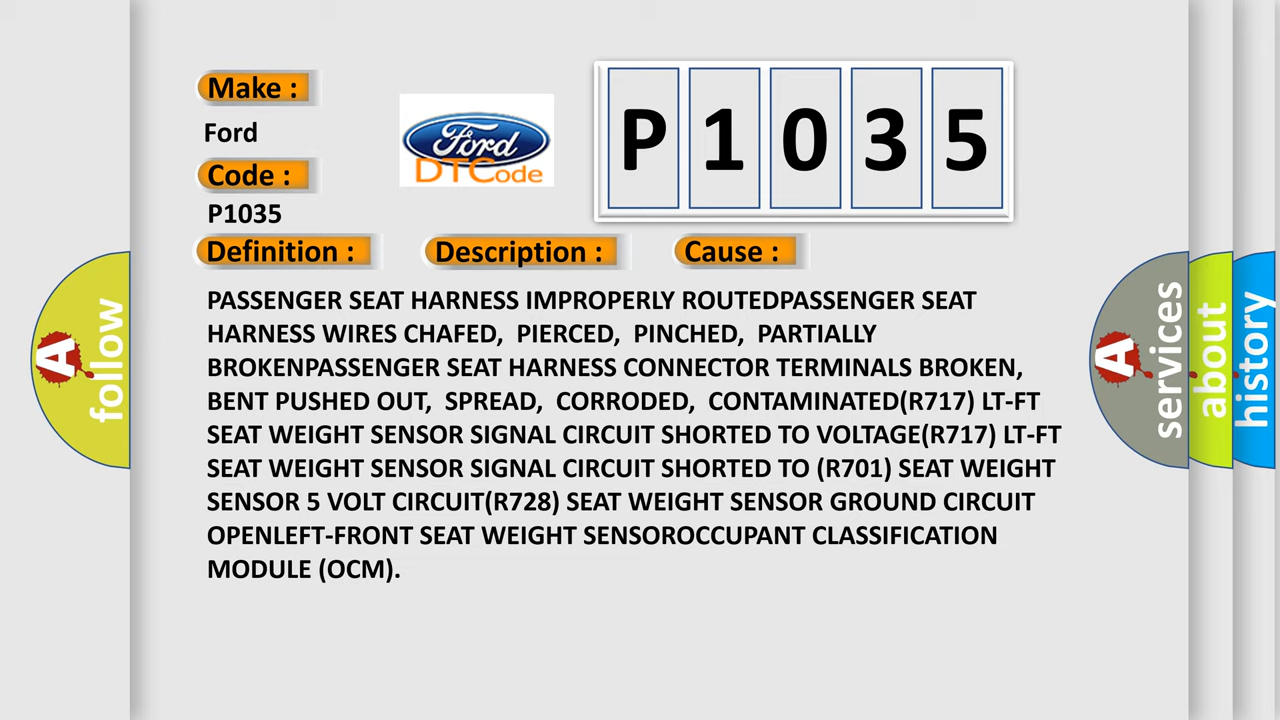 Make :
Ford
Ford
DTCode
P1035
Code :
P1035
Definition :
Description :
Cause :
PASSENGER SEAT HARNESS IMPROPERLY ROUTEDPASSENGER SEAT
HARNESS WIRES CHAFED, PIERCED, PINCHED, PARTIALLY
BROKENPASSENGER SEAT HARNESS CONNECTOR TERMINALS BROKEN,
BENT PUSHED OUT, SPREAD, CORRODED, CONTAMINATED(R717) LT-FT
SEAT WEIGHT SENSOR SIGNAL CIRCUIT SHORTED TO VOLTAGE(R717) LT-FT
SEAT WEIGHT SENSOR SIGNAL CIRCUIT SHORTED TO (R701) SEAT WEIGHT
SENSOR 5 VOLT CIRCUIT(R728) SEAT WEIGHT SENSOR GROUND CIRCUIT
OPENLEFT-FRONT SEAT WEIGHT SENSOROCCUPANT CLASSIFICATION
MODULE (OCM).
A
follow
A
services
about
history